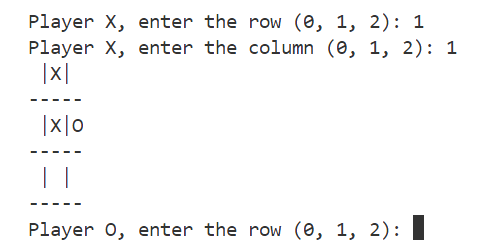 Player X, enter the row (0, 1, 2): 1
Player X, enter the column (0, 1, 2): 1
 |X|
-----
 |X|O
-----
 | |
-----
Player O, enter the row (0, 1, 2):